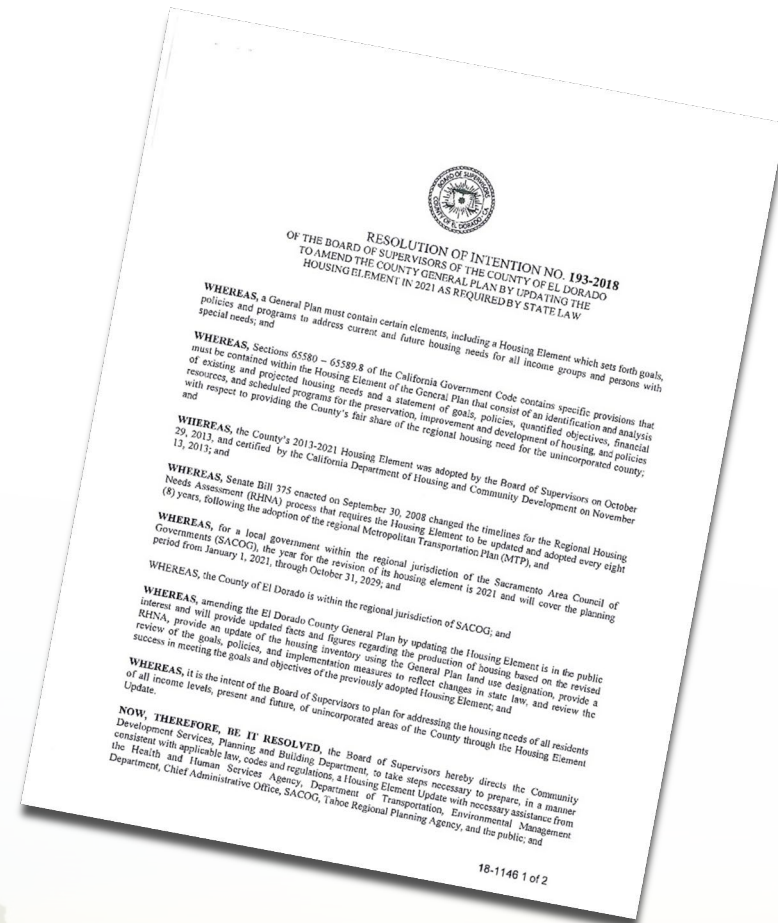 BOARD OF SUPERVISORS
COUNTY OF EL DORADO - CA
RESOLUTION OF INTENTION NO. 193-2018
OF THE BOARD OF SUPERVISORS OF THE COUNTY OF EL DORADO
TO AMEND THE COUNTY GENERAL PLAN BY UPDATING THE
HOUSING ELEMENT IN 2021 AS REQUIRED BY STATE LAW
WHEREAS, a General Plan must contain certain elements, including a Housing Element which sets forth goals,
policies and programs to address current and future housing needs for all income groups and persons with
special needs; and
WHEREAS, Sections 65580 – 65589.8 of the California Government Code contains specific provisions that
must be contained within the Housing Element of the General Plan that consist of an identification and analysis
of existing and projected housing needs and a statement of goals, policies, quantified objectives, financial
resources, and scheduled programs for the preservation, improvement and development of housing, and policies
with respect to providing the County's fair share of the regional housing need for the unincorporated county;
and
WHEREAS, the County's 2013-2021 Housing Element was adopted by the Board of Supervisors on October
29, 2013, and certified by the California Department of Housing and Community Development on November
13, 2013; and
WHEREAS, Senate Bill 375 enacted on September 30, 2008 changed the timelines for the Regional Housing
Needs Assessment (RHNA) process that requires the Housing Element to be updated and adopted every eight
(8) years, following the adoption of the regional Metropolitan Transportation Plan (MTP), and
WHEREAS, for a local government within the regional jurisdiction of the Sacramento Area Council of
Governments (SACOG), the year for the revision of its housing element is 2021 and will cover the planning
period from January 1, 2021, through October 31, 2029; and
WHEREAS, the County of El Dorado is within the regional jurisdiction of SACOG; and
WHEREAS, amending the El Dorado County General Plan by updating the Housing Element is in the public
interest and will provide updated facts and figures regarding the production of housing based on the revised
RHNA, provide an update of the housing inventory using the General Plan land use designation, provide a
review of the goals, policies, and implementation measures to reflect changes in state law, and review the
success in meeting the goals and objectives of the previously adopted Housing Element; and
WHEREAS, it is the intent of the Board of Supervisors to plan for addressing the housing needs of all residents
of all income levels, present and future, of unincorporated areas of the County through the Housing Element
Update.
NOW, THEREFORE, BE IT RESOLVED, the Board of Supervisors hereby directs the Community
Development Services, Planning and Building Department, to take steps necessary to prepare, in a manner
consistent with applicable law, codes and regulations, a Housing Element Update with necessary assistance from
the Health and Human Services Agency, Department of Transportation, Environmental Management
Department, Chief Administrative Office, SACOG, Tahoe Regional Planning Agency, and the public; and
18-1146 1 of 2